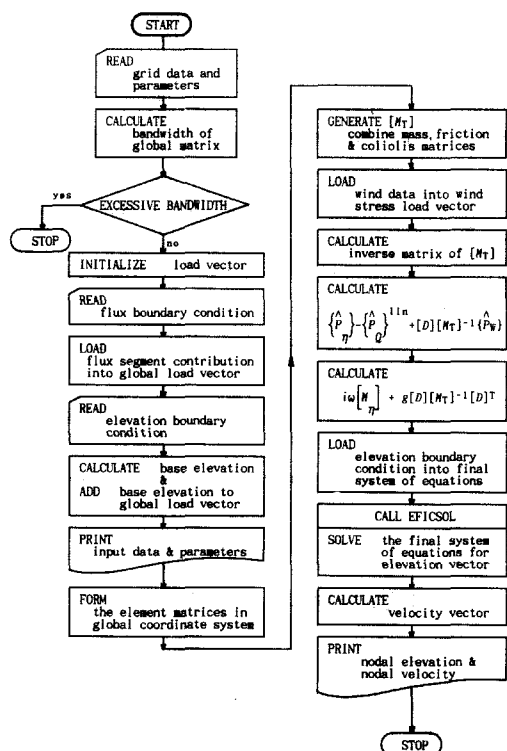 START
READ
grid data and
parameters
CALCULATE
bandwidth of
global matrix
yes
EXCESSIVE BANDWIDTH
STOP
no
INITIALIZE load vector
READ
flux boundary condition
LOAD
flux segment contribution
into global load vector
READ
elevation boundary
condition
CALCULATE base elevation
&
ADD base elevation to
global load vector
PRINT
input data & parameters
FORM
the element matrices in
global coordinate system
GENERATE [M_T]
combine mass, friction
& coliolis matrices
LOAD
wind data into wind
stress load vector
CALCULATE
inverse matrix of [M_T]
CALCULATE
{P̂_η}-{P̂_Q}^lin +[D][M_T]^-1{P̂_W}
CALCULATE
iω[M_η] + g[D][M_T]^-1[D]^T
LOAD
elevation boundary
condition into final
system of equations
CALL EFICSOL
SOLVE the final system
of equations for
elevation vector
CALCULATE
velocity vector
PRINT
nodal elevation &
nodal velocity
STOP